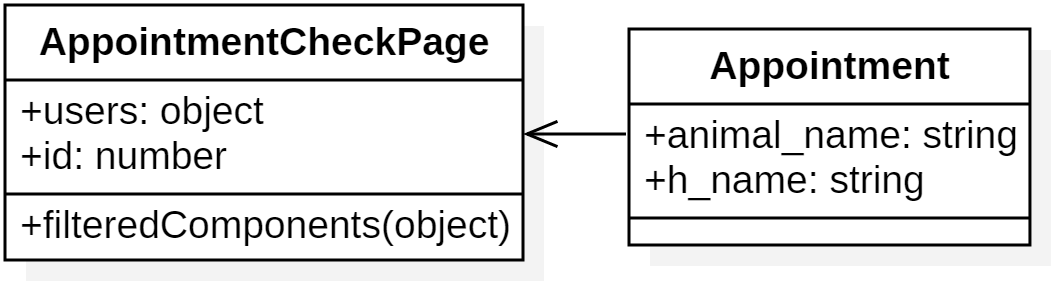 AppointmentCheckPage
+users: object
+id: number
+filteredComponents(object)
Appointment
+animal_name: string
+h_name: string